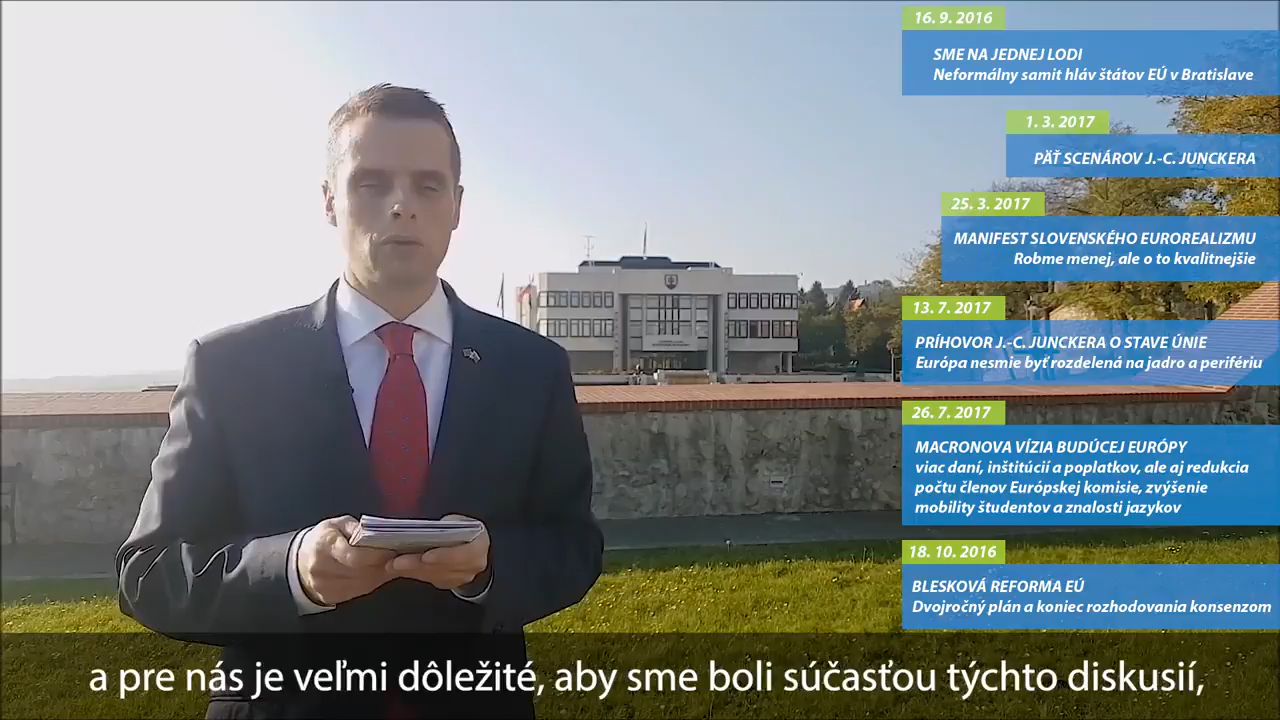 16. 9. 2016
SME NA JEDNEJ LODI
Neformálny samit hláv štátov EÚ v Bratislave
1. 3. 2017
PÄŤ SCENÁROV J.-C. JUNCKERA
25. 3. 2017
MANIFEST SLOVENSKÉHO EUROREALIZMU
Robme menej, ale o to kvalitnejšie
13. 7. 2017
PRÍHOVOR J.-C. JUNCKERA O STAVE ÚNIE
Európa nesmie byť rozdelená na jadro a perifériu
26. 7. 2017
MACRONOVA VÍZIA BUDÚCEJ EURÓPY
viac daní, inštitúcií a poplatkov, ale aj redukcia
počtu členov Európskej komisie, zvýšenie
mobility študentov a znalosti jazykov
18. 10. 2016
BLESKOVÁ REFORMA EÚ
Dvojročný plán a koniec rozhodovania konsenzom
a pre nás je veľmi dôležité, aby sme boli súčasťou týchto diskusií,